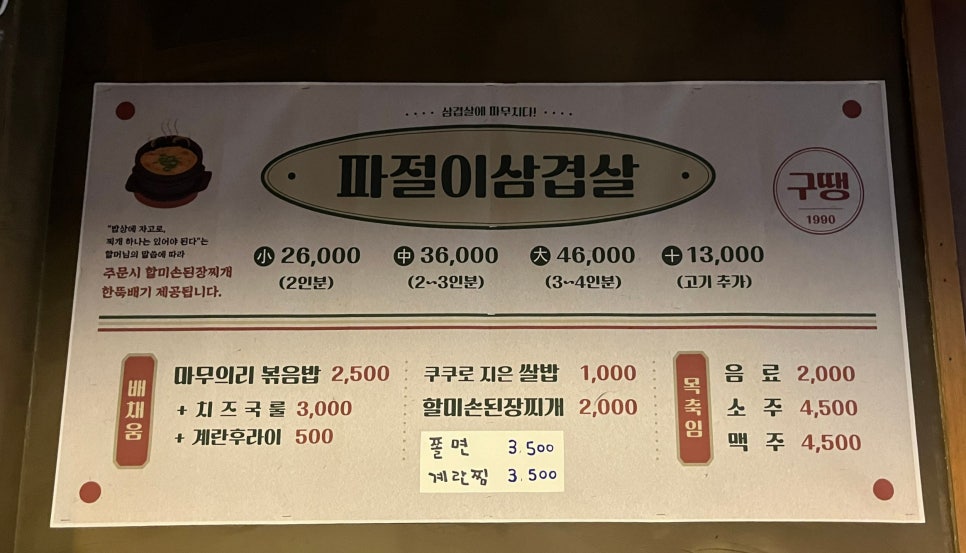 삼겹살에 파무치다!
파절이삼겹살
구땡
1990
"밥상에 자고로,
찌개 하나는 있어야 된다"는
할머님의 말씀에 따라
주문시 할미손된장찌개
한뚝배기 제공됩니다.
小 26,000 中 36,000 大 46,000 + 13,000
(2인분) (2~3인분) (3~4인분) (고기 추가)
배채움
마무의리 볶음밥 2,500
+ 치즈국룰 3,000
+ 계란후라이 500
쿠쿠로 지은 쌀밥 1,000
할미손된장찌개 2,000
쫄면 3.500
계란찜 3.500
목축임
음료 2,000
소주 4,500
맥주 4,500